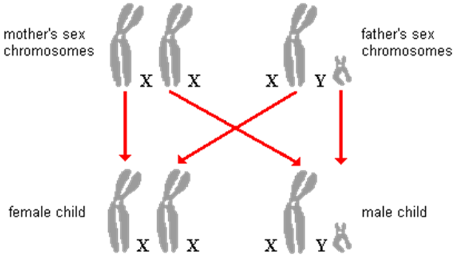 mother's sex
chromosomes
X X
X Y
father's sex
chromosomes
female child
X X
X Y
male child